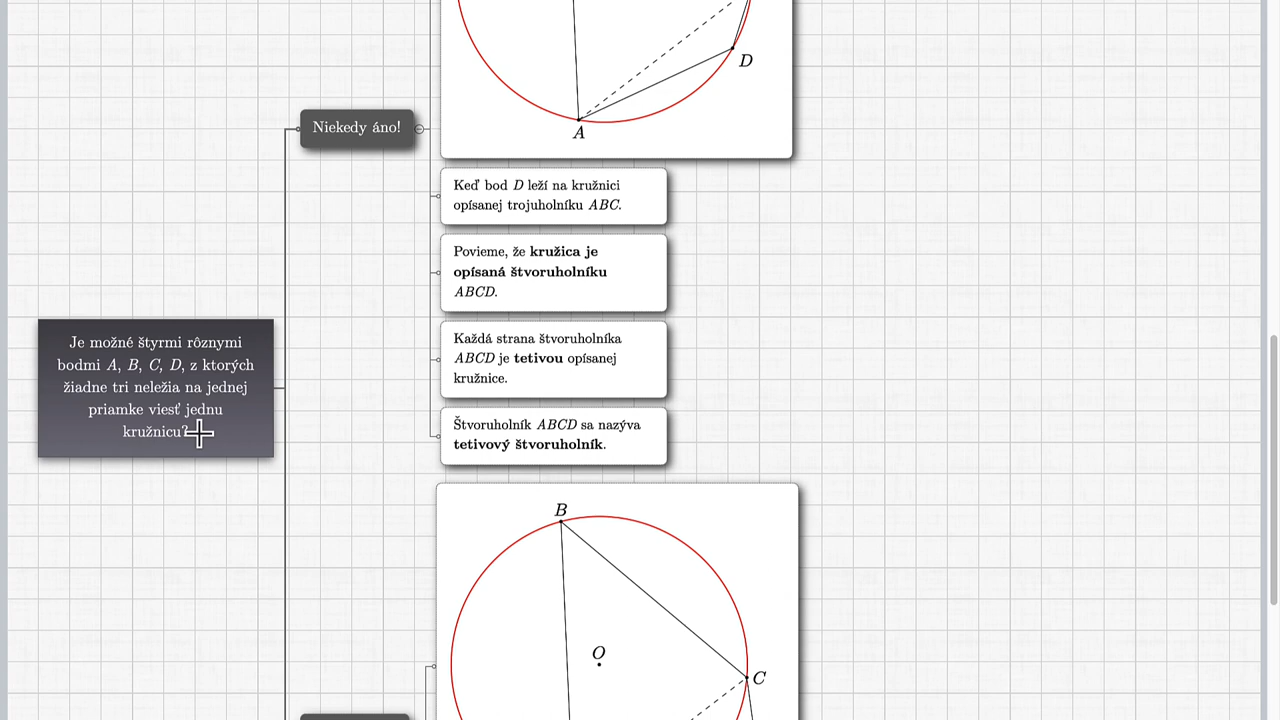 D
A
Niekedy áno!
Keď bod D leží na kružnici
opísanej trojuholníku ABC.
Povieme, že kružica je
opísaná štvoruholníku
ABCD.
Každá strana štvoruholníka
ABCD je tetivou opísanej
kružnice.
Štvoruholník ABCD sa nazýva
tetivový štvoruholník.
Je možné štyrmi rôznymi
bodmi A, B, C, D, z ktorých
žiadne tri neležia na jednej
priamke viesť jednu
kružnicu?
B
O
C